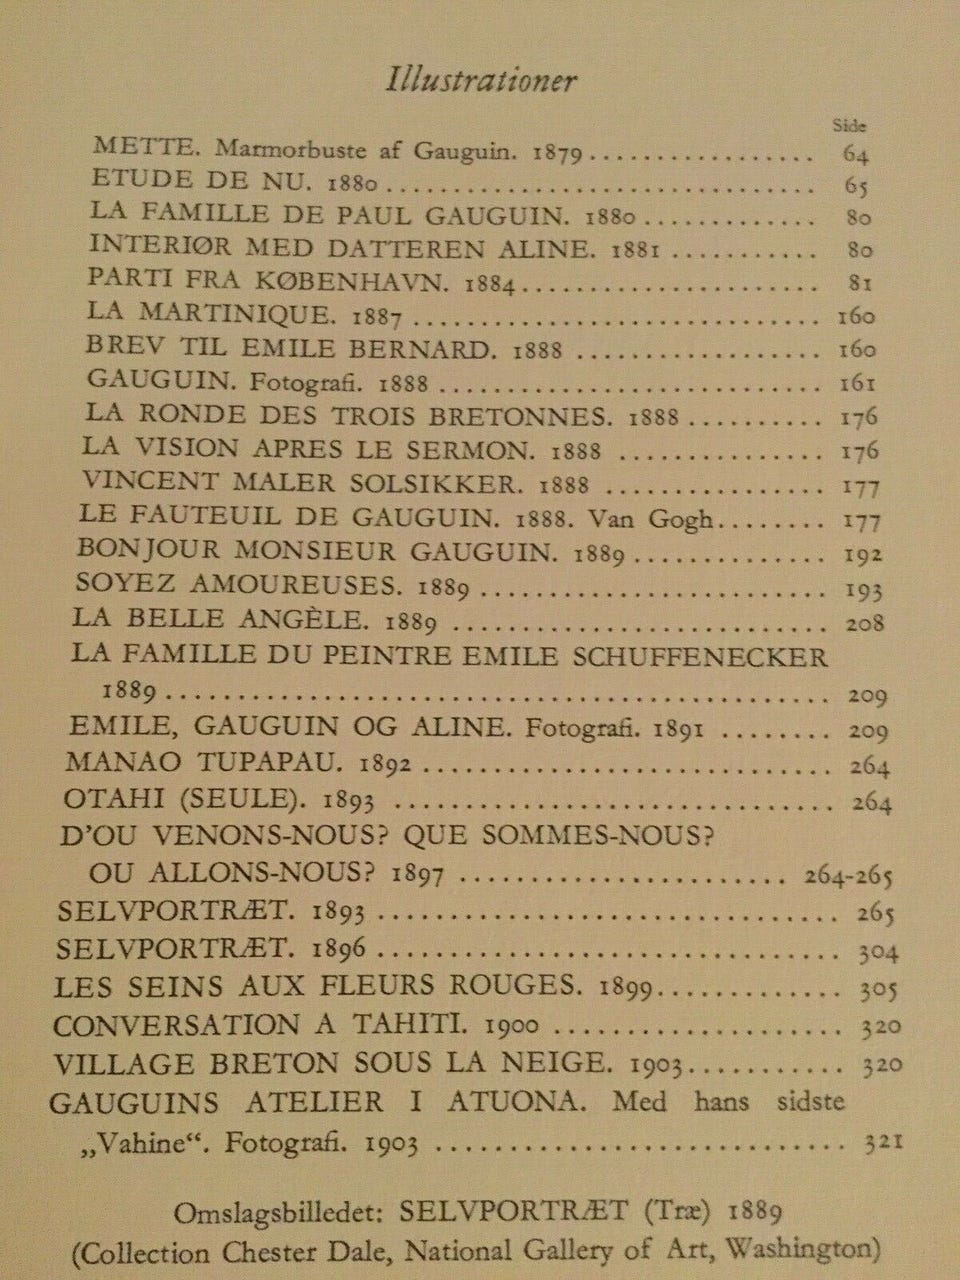 Illustrationer
Side
METTE. Marmorbuste af Gauguin. 1879 ................. 64
ETUDE DE NU. 1880 ................................ 65
LA FAMILLE DE PAUL GAUGUIN. 1880 ............. 80
INTERIØR MED DATTEREN ALINE. 1881 ........... 80
PARTI FRA KØBENHAVN. 1884 ...................... 81
LA MARTINIQUE. 1887 .............................. 160
BREV TIL EMILE BERNARD. 1888 .................. 160
GAUGUIN. Fotografi. 1888 ............................ 161
LA RONDE DES TROIS BRETONNES. 1888 .......... 176
LA VISION APRES LE SERMON. 1888 ............... 176
VINCENT MALER SOLSIKKER. 1888 ................ 177
LE FAUTEUIL DE GAUGUIN. 1888. Van Gogh ........ 177
BONJOUR MONSIEUR GAUGUIN. 1889 .............. 192
SOYEZ AMOUREUSES. 1889 .......................... 193
LA BELLE ANGÈLE. 1889 ............................ 208
LA FAMILLE DU PEINTRE EMILE SCHUFFENECKER
1889 ................................................. 209
EMILE, GAUGUIN OG ALINE. Fotografi. 1891 ........ 209
MANAO TUPAPAU. 1892 .............................. 264
OTAHI (SEULE). 1893 ................................ 264
D'OU VENONS-NOUS? QUE SOMMES-NOUS?
OU ALLONS-NOUS? 1897 ........................ 264-265
SELVPORTRÆT. 1893 .................................. 265
SELVPORTRÆT. 1896 .................................. 304
LES SEINS AUX FLEURS ROUGES. 1899 .............. 305
CONVERSATION A TAHITI. 1900 ..................... 320
VILLAGE BRETON SOUS LA NEIGE. 1903 ............ 320
GAUGUINS ATELIER I ATUONA. Med hans sidste
„Vahine“. Fotografi. 1903 .............................. 321
Omslagsbilledet: SELVPORTRÆT (Træ) 1889
(Collection Chester Dale, National Gallery of Art, Washington)